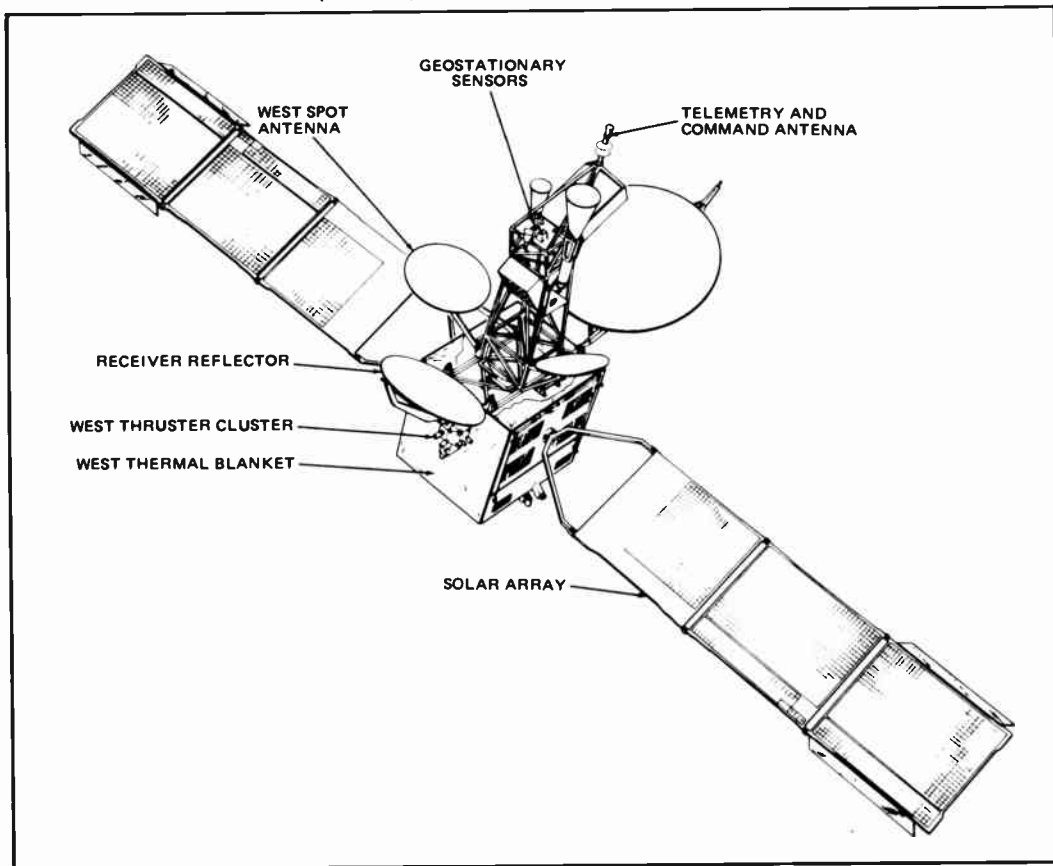 GEOSTATIONARY
SENSORS
WEST SPOT
ANTENNA
TELEMETRY AND
COMMAND ANTENNA
RECEIVER REFLECTOR
WEST THRUSTER CLUSTER
WEST THERMAL BLANKET
SOLAR ARRAY